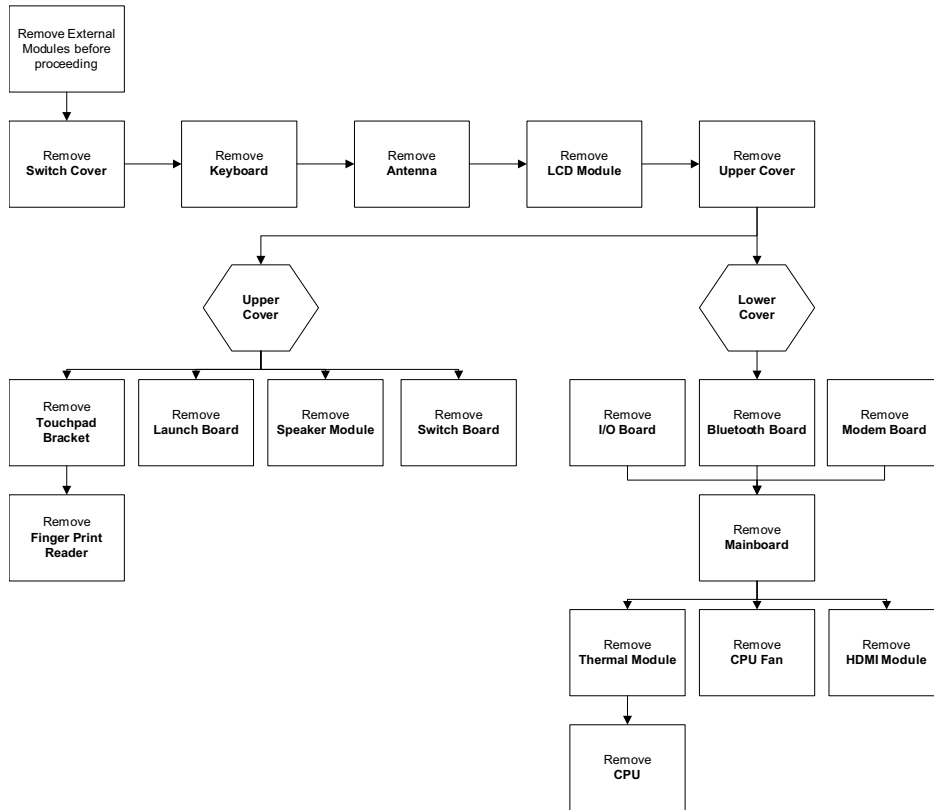 Remove External
Modules before
proceeding
Remove
Switch Cover
Remove
Keyboard
Remove
Antenna
Remove
LCD Module
Remove
Upper Cover
Upper
Cover
Lower
Cover
Remove
Touchpad
Bracket
Remove
Launch Board
Remove
Speaker Module
Remove
Switch Board
Remove
I/O Board
Remove
Bluetooth Board
Remove
Modem Board
Remove
Finger Print
Reader
Remove
Mainboard
Remove
Thermal Module
Remove
CPU Fan
Remove
HDMI Module
Remove
CPU